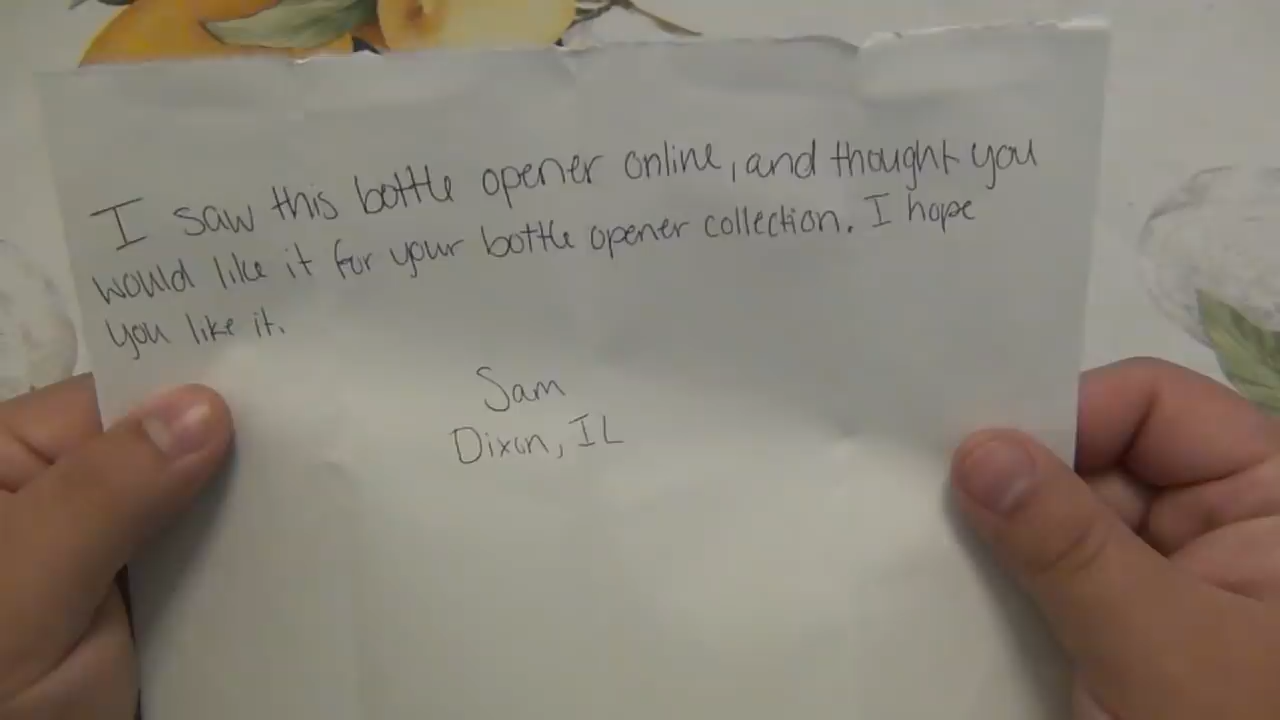 I saw this bottle opener online, and thought you
would like it for your bottle opener collection. I hope
you like it.
Sam
Dixon, IL